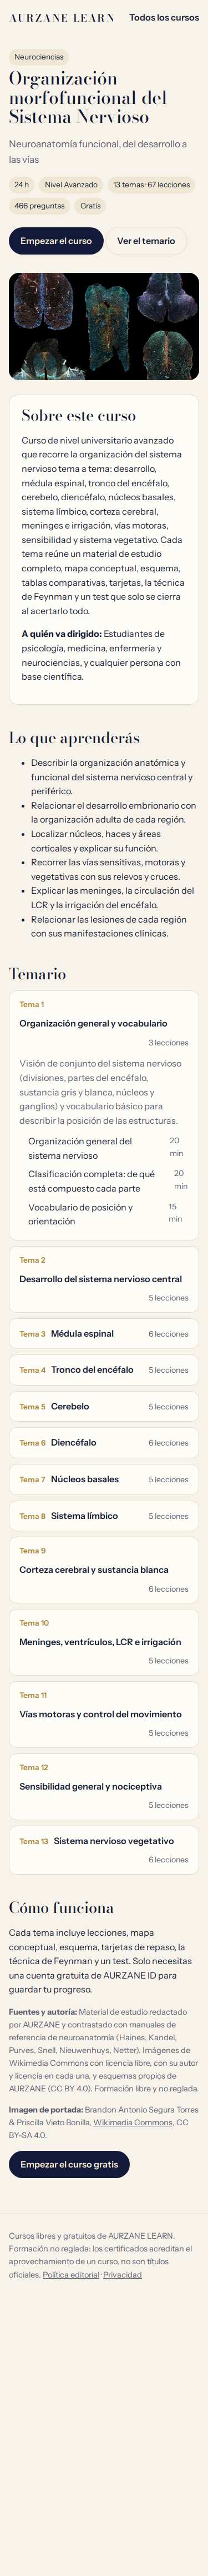 AURZANE LEARN
Todos los cursos
Neurociencias
Organización
morfofuncional del
Sistema Nervioso
Neuroanatomía funcional, del desarrollo a
las vías
24 h
Nivel Avanzado
13 temas · 67 lecciones
466 preguntas
Gratis
Empezar el curso
Ver el temario
Sobre este curso
Curso de nivel universitario avanzado
que recorre la organización del sistema
nervioso tema a tema: desarrollo,
médula espinal, tronco del encéfalo,
cerebelo, diencéfalo, núcleos basales,
sistema límbico, corteza cerebral,
meninges e irrigación, vías motoras,
sensibilidad y sistema vegetativo. Cada
tema reúne un material de estudio
completo, mapa conceptual, esquema,
tablas comparativas, tarjetas, la técnica
de Feynman y un test que solo se cierra
al acertarlo todo.
A quién va dirigido: Estudiantes de
psicología, medicina, enfermería y
neurociencias, y cualquier persona con
base científica.
Lo que aprenderás
• Describir la organización anatómica y
funcional del sistema nervioso central y
periférico.
• Relacionar el desarrollo embrionario con
la organización adulta de cada región.
• Localizar núcleos, haces y áreas
corticales y explicar su función.
• Recorrer las vías sensitivas, motoras y
vegetativas con sus relevos y cruces.
• Explicar las meninges, la circulación del
LCR y la irrigación del encéfalo.
• Relacionar las lesiones de cada región
con sus manifestaciones clínicas.
Temario
Tema 1
Organización general y vocabulario
3 lecciones
Visión de conjunto del sistema nervioso
(divisiones, partes del encéfalo,
sustancia gris y blanca, núcleos y
ganglios) y vocabulario básico para
describir la posición de las estructuras.
Organización general del
sistema nervioso
20
min
Clasificación completa: de qué
está compuesto cada parte
20
min
Vocabulario de posición y
orientación
15
min
Tema 2
Desarrollo del sistema nervioso central
5 lecciones
Tema 3 Médula espinal 6 lecciones
Tema 4 Tronco del encéfalo 5 lecciones
Tema 5 Cerebelo 5 lecciones
Tema 6 Diencéfalo 6 lecciones
Tema 7 Núcleos basales 5 lecciones
Tema 8 Sistema límbico 5 lecciones
Tema 9
Corteza cerebral y sustancia blanca
6 lecciones
Tema 10
Meninges, ventrículos, LCR e irrigación
5 lecciones
Tema 11
Vías motoras y control del movimiento
5 lecciones
Tema 12
Sensibilidad general y nociceptiva
5 lecciones
Tema 13 Sistema nervioso vegetativo
6 lecciones
Cómo funciona
Cada tema incluye lecciones, mapa
conceptual, esquema, tarjetas de repaso, la
técnica de Feynman y un test. Solo necesitas
una cuenta gratuita de AURZANE ID para
guardar tu progreso.
Fuentes y autoría: Material de estudio redactado
por AURZANE y contrastado con manuales de
referencia de neuroanatomía (Haines, Kandel,
Purves, Snell, Nieuwenhuys, Netter). Imágenes de
Wikimedia Commons con licencia libre, con su autor
y licencia en cada una, y esquemas propios de
AURZANE (CC BY 4.0). Formación libre y no reglada.
Imagen de portada: Brandon Antonio Segura Torres
& Priscilla Vieto Bonilla, Wikimedia Commons, CC
BY-SA 4.0.
Empezar el curso gratis
Cursos libres y gratuitos de AURZANE LEARN.
Formación no reglada: los certificados acreditan el
aprovechamiento de un curso, no son títulos
oficiales. Política editorial · Privacidad